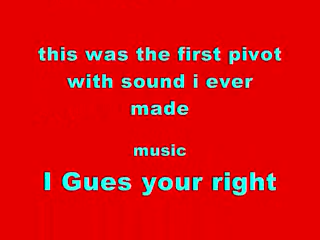 this was the first pivot
with sound i ever
made
music
I Gues your right